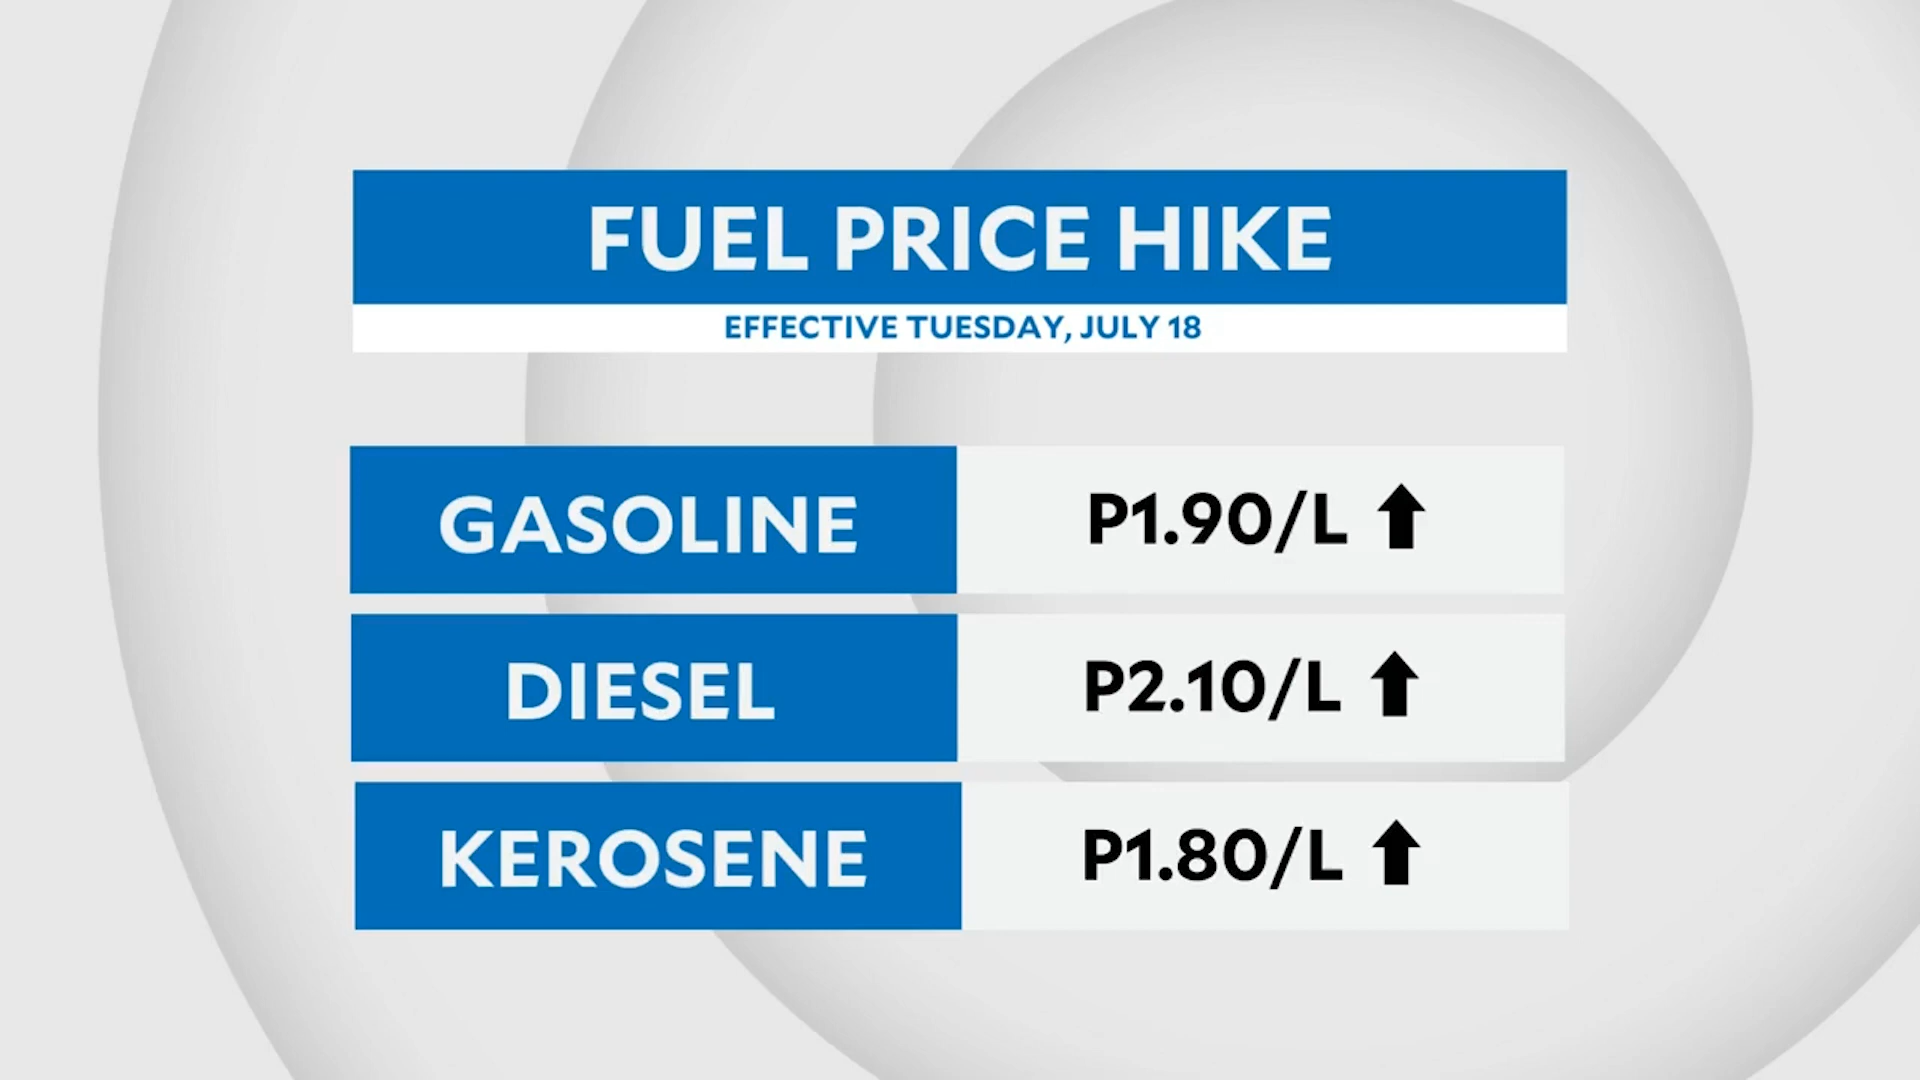 FUEL PRICE HIKE
EFFECTIVE TUESDAY, JULY 18
GASOLINE P1.90/L ⬆
DIESEL P2.10/L ⬆
KEROSENE P1.80/L ⬆